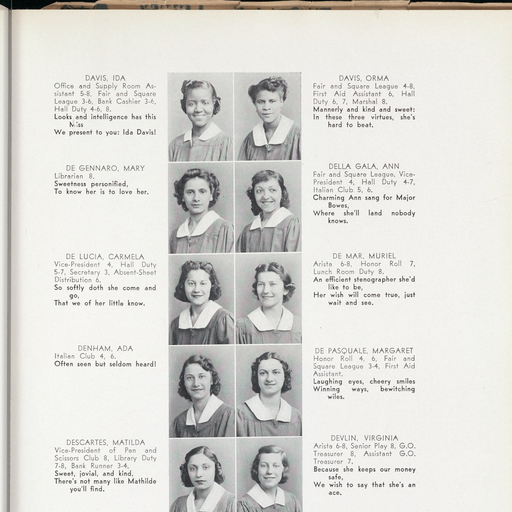 DAVIS, IDA
Office and Supply Room As-
sistant 5-8, Fair and Square
League 3-6, Bank Cashier 3-6,
Hall Duty 4-6, 8.
Looks and intelligence has this
Miss
We present to you: Ida Davis!
DE GENNARO, MARY
Librarian 8.
Sweetness personified,
To know her is to love her.
DE LUCIA, CARMELA
Vice-President 4, Hall Duty
5-7, Secretary 3, Absent-Sheet
Distribution 6.
So softly doth she come and
go,
That we of her little know.
DENHAM, ADA
Italian Club 4, 6.
Often seen but seldom heard!
DESCARTES, MATILDA
Vice-President of Pen and
Scissors Club 8, Library Duty
7-8, Bank Runner 3-4.
Sweet, jovial, and kind.
There's not many like Mathilde
you'll find.
DAVIS, ORMA
Fair and Square League 4-8,
First Aid Assistant 6, Hall
Duty 6, 7, Marshal 8.
Mannerly and kind and sweet:
In these three virtues, she's
hard to beat.
DELLA GALA, ANN
Fair and Square League, Vice-
President 4, Hall Duty 4-7,
Italian Club 5, 6.
Charming Ann sang for Major
Bowes,
Where she'll land nobody
knows.
DE MAR, MURIEL
Arista 6-8, Honor Roll 7,
Lunch Room Duty 8.
An efficient stenographer she'd
like to be,
Her wish will come true, just
wait and see.
DE PASQUALE, MARGARET
Honor Roll 4, 6, Fair and
Square League 3-4, First Aid
Assistant.
Laughing eyes, cheery smiles
Winning ways, bewitching
wiles.
DEVLIN, VIRGINIA
Arista 6-8, Senior Play 8, G.O.
Treasurer 8, Assistant G.O.
Treasurer 7.
Because she keeps our money
safe,
We wish to say that she's an
ace.